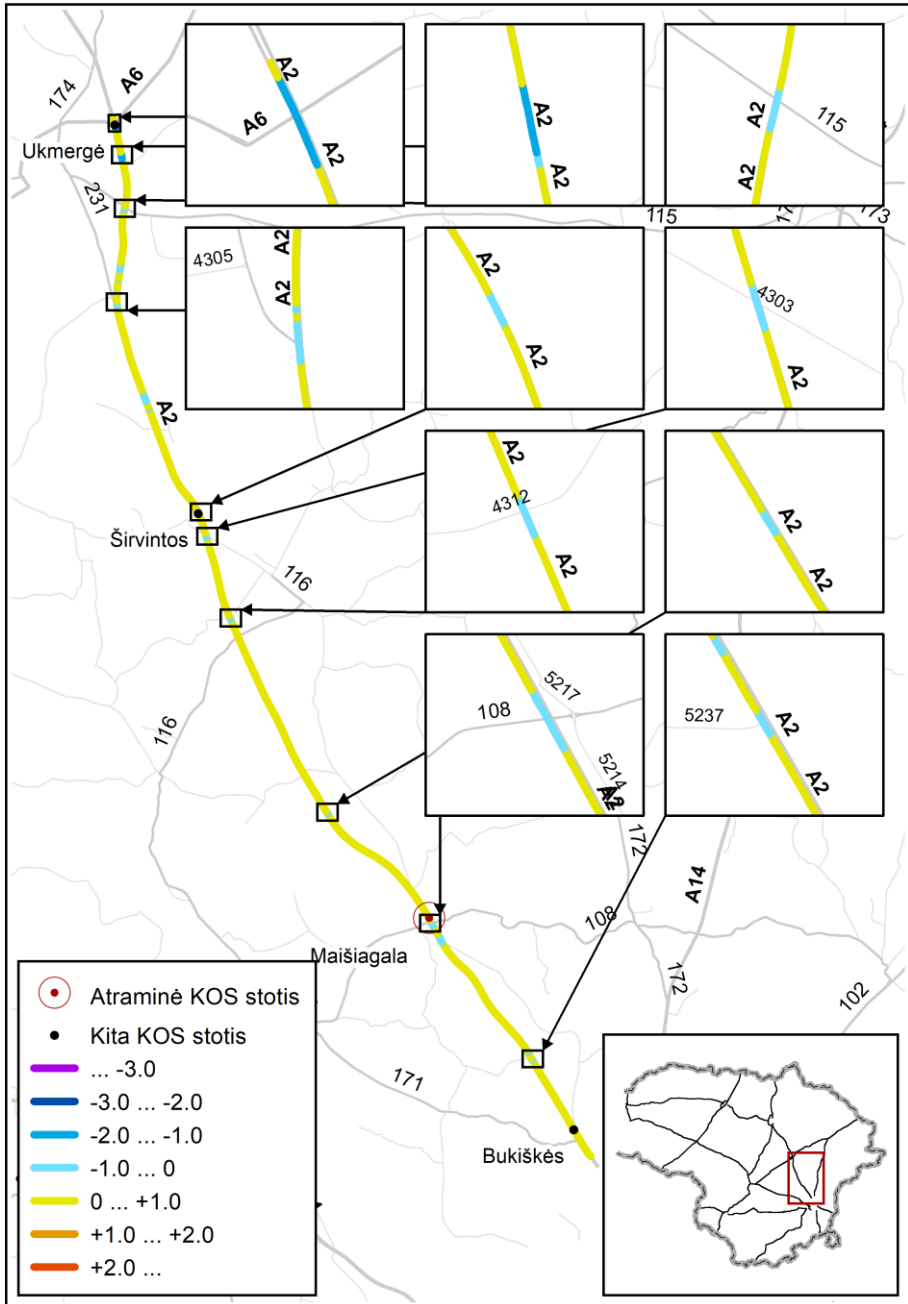 A6
174
Ukmergė
231
A2
A6
A2
A2
A2
A2
115
A2
115
17
173
4305
A2
A2
A2
A2
4303
A2
A2
Širvintos
116
A2
4312
A2
A2
A2
116
5217
108
5214
A2
A2
5237
A2
A2
172
A14
108
172
102
Maišiagala
171
Bukiškės
Atraminė KOS stotis
Kita KOS stotis
... -3.0
-3.0 ... -2.0
-2.0 ... -1.0
-1.0 ... 0
0 ... +1.0
+1.0 ... +2.0
+2.0 ...